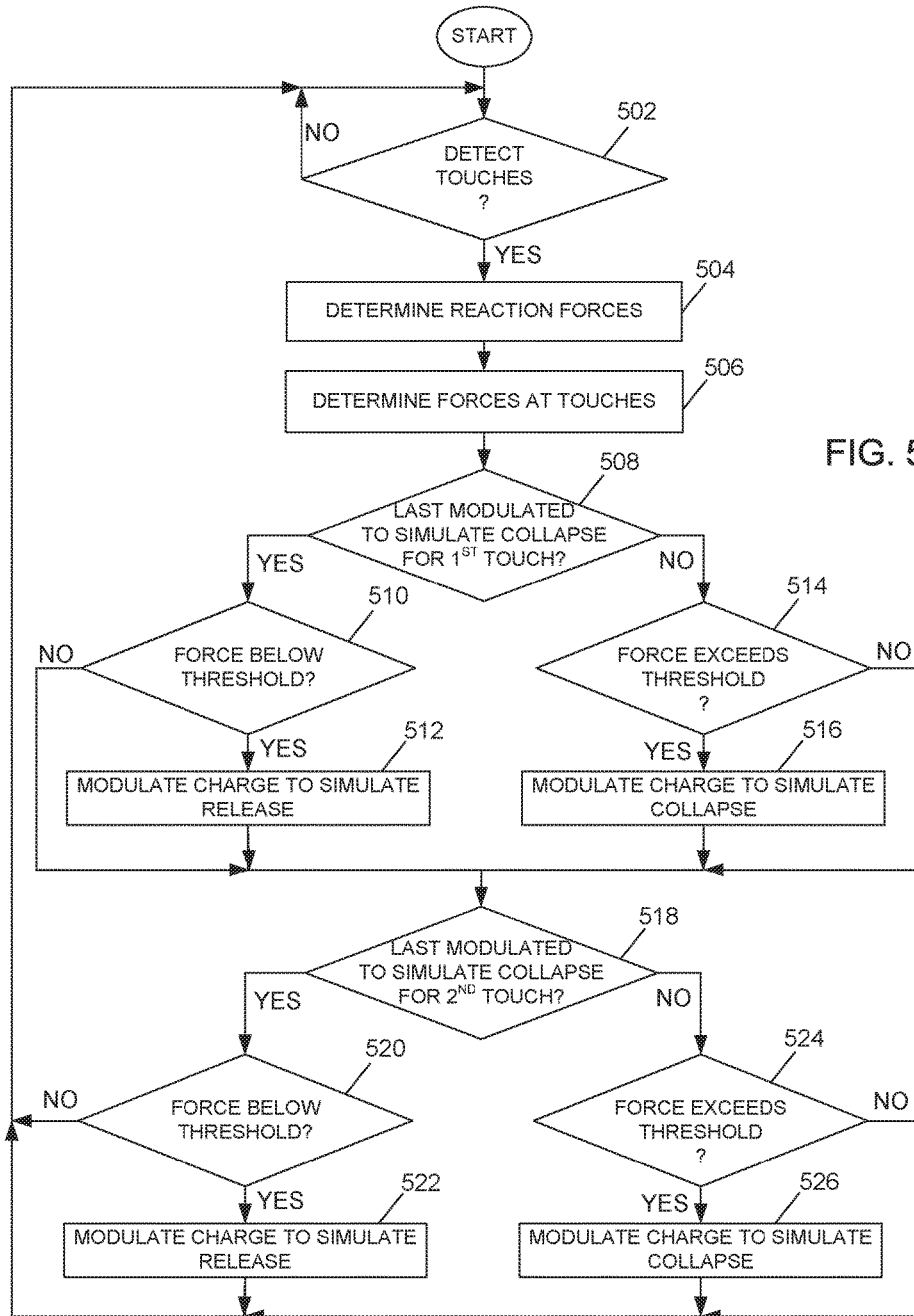 START
502
NO
DETECT
TOUCHES
?
YES
504
DETERMINE REACTION FORCES
506
DETERMINE FORCES AT TOUCHES
FIG. 5
508
LAST MODULATED
TO SIMULATE COLLAPSE
FOR 1ST TOUCH?
YES
NO
510
514
NO
FORCE BELOW
THRESHOLD?
FORCE EXCEEDS
THRESHOLD
?
NO
YES
512
YES
516
MODULATE CHARGE TO SIMULATE
RELEASE
MODULATE CHARGE TO SIMULATE
COLLAPSE
518
LAST MODULATED
TO SIMULATE COLLAPSE
FOR 2ND TOUCH?
YES
NO
520
524
NO
FORCE BELOW
THRESHOLD?
FORCE EXCEEDS
THRESHOLD
?
NO
YES
522
YES
526
MODULATE CHARGE TO SIMULATE
RELEASE
MODULATE CHARGE TO SIMULATE
COLLAPSE